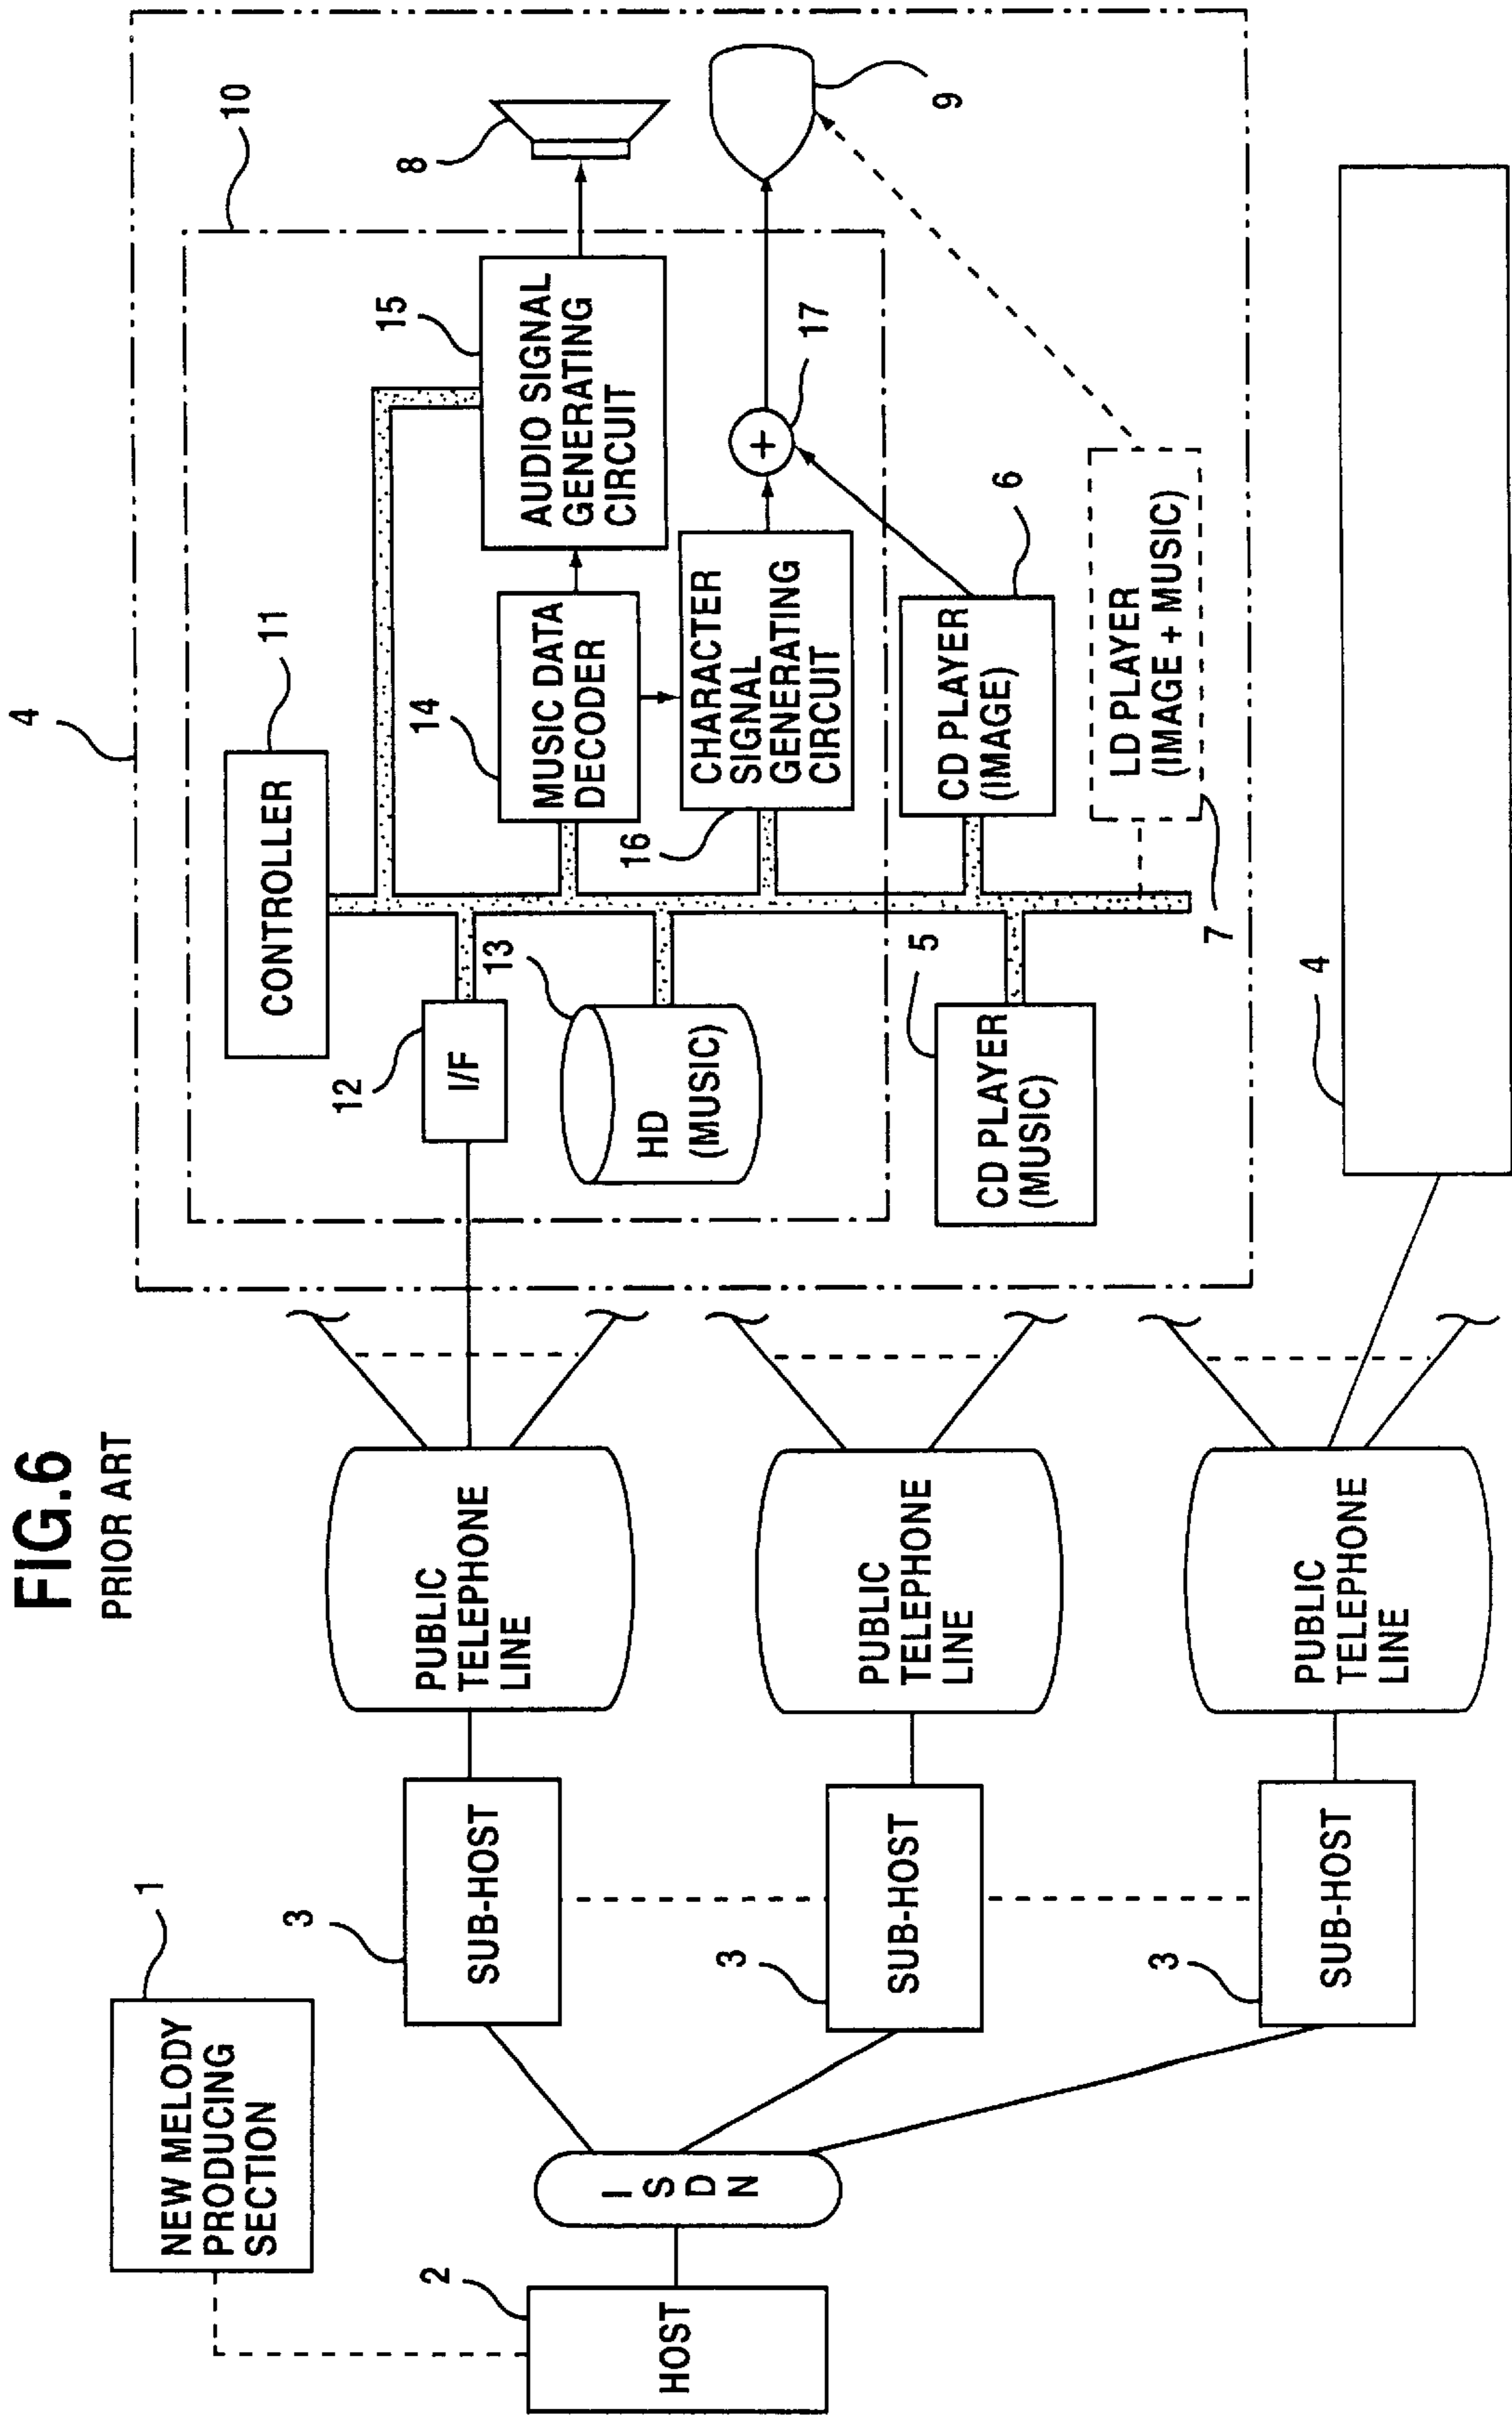 FIG.6
PRIOR ART
1
NEW MELODY
PRODUCING
SECTION
2
HOST
I S D N
3
SUB-HOST
3
SUB-HOST
3
SUB-HOST
PUBLIC
TELEPHONE
LINE
PUBLIC
TELEPHONE
LINE
PUBLIC
TELEPHONE
LINE
4
10
11
CONTROLLER
12
I/F
13
HD
(MUSIC)
14
MUSIC DATA
DECODER
15
AUDIO SIGNAL
GENERATING
CIRCUIT
16
CHARACTER
SIGNAL
GENERATING
CIRCUIT
17
+
8
9
5
CD PLAYER
(MUSIC)
6
CD PLAYER
(IMAGE)
7
LD PLAYER
(IMAGE + MUSIC)
4